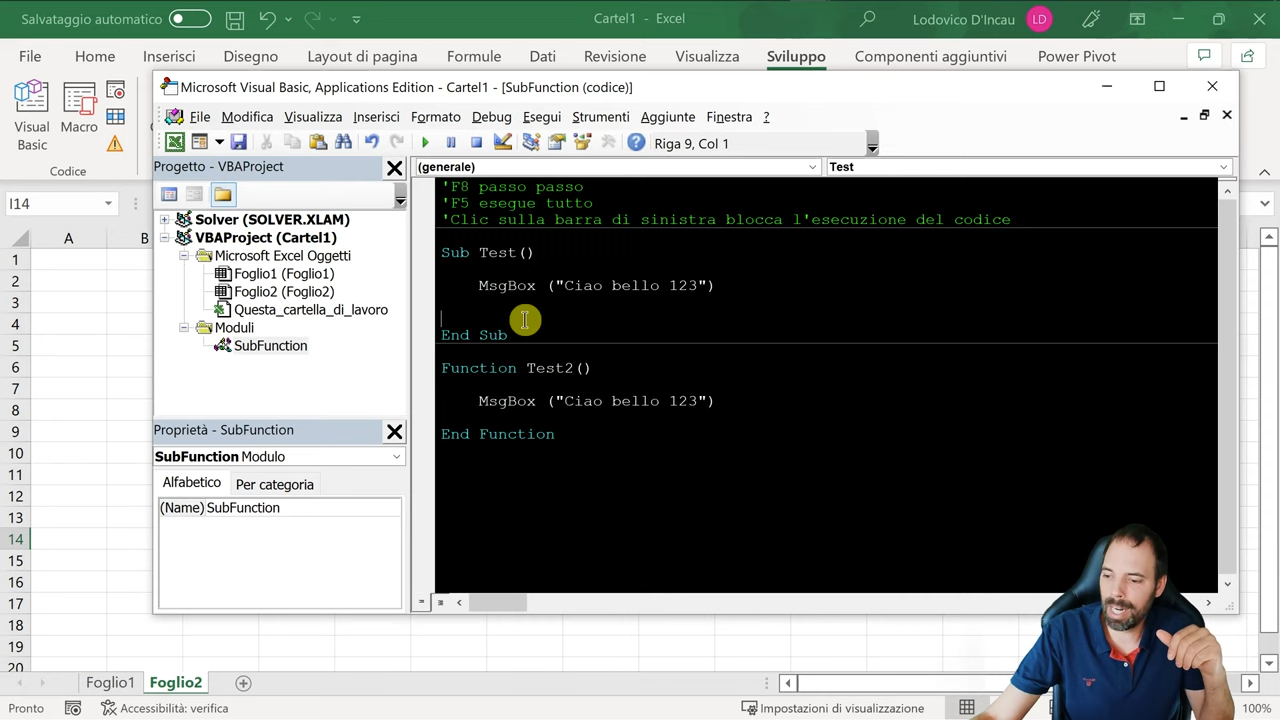 Salvataggio automatico
Cartel1 - Excel
Lodovico D'Incau
LD
File Home Inserisci Disegno Layout di pagina Formule Dati Revisione Visualizza Sviluppo Componenti aggiuntivi Power Pivot
Visual Basic
Macro
Codice
Microsoft Visual Basic, Applications Edition - Cartel1 - [SubFunction (codice)]
File Modifica Visualizza Inserisci Formato Debug Esegui Strumenti Aggiunte Finestra ?
Riga 9, Col 1
Progetto - VBAProject
(generale)
Test
Solver (SOLVER.XLAM)
VBAProject (Cartel1)
Microsoft Excel Oggetti
Foglio1 (Foglio1)
Foglio2 (Foglio2)
Questa_cartella_di_lavoro
Moduli
SubFunction
Proprietà - SubFunction
SubFunction Modulo
Alfabetico Per categoria
(Name) SubFunction
'F8 passo passo
'F5 esegue tutto
'Clic sulla barra di sinistra blocca l'esecuzione del codice
Sub Test()
MsgBox ("Ciao bello 123")
End Sub
Function Test2()
MsgBox ("Ciao bello 123")
End Function
I14
A B
1
2
3
4
5
6
7
8
9
10
11
12
13
14
15
16
17
18
19
20
Foglio1 Foglio2
Pronto
Accessibilità: verifica
Impostazioni di visualizzazione
100%